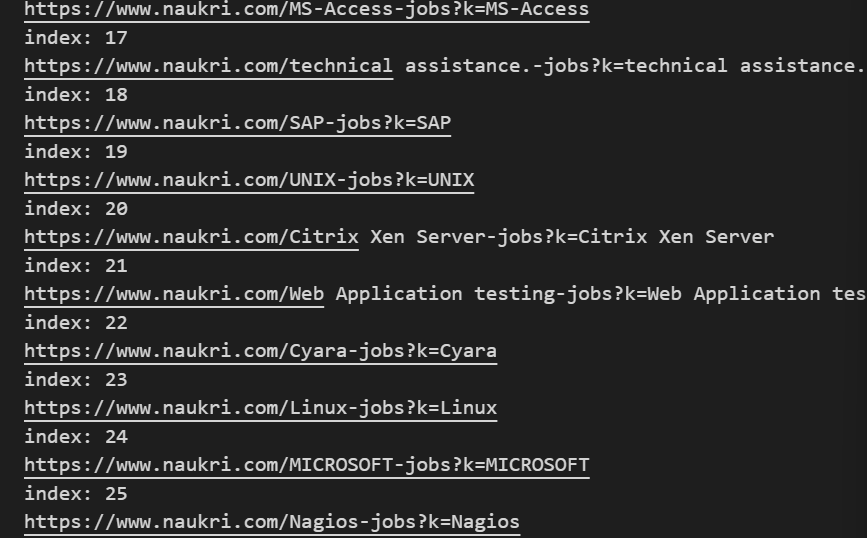 https://www.naukri.com/MS-Access-jobs?k=MS-Access
index: 17
https://www.naukri.com/technical assistance.-jobs?k=technical assistance.
index: 18
https://www.naukri.com/SAP-jobs?k=SAP
index: 19
https://www.naukri.com/UNIX-jobs?k=UNIX
index: 20
https://www.naukri.com/Citrix Xen Server-jobs?k=Citrix Xen Server
index: 21
https://www.naukri.com/Web Application testing-jobs?k=Web Application tes
index: 22
https://www.naukri.com/Cyara-jobs?k=Cyara
index: 23
https://www.naukri.com/Linux-jobs?k=Linux
index: 24
https://www.naukri.com/MICROSOFT-jobs?k=MICROSOFT
index: 25
https://www.naukri.com/Nagios-jobs?k=Nagios